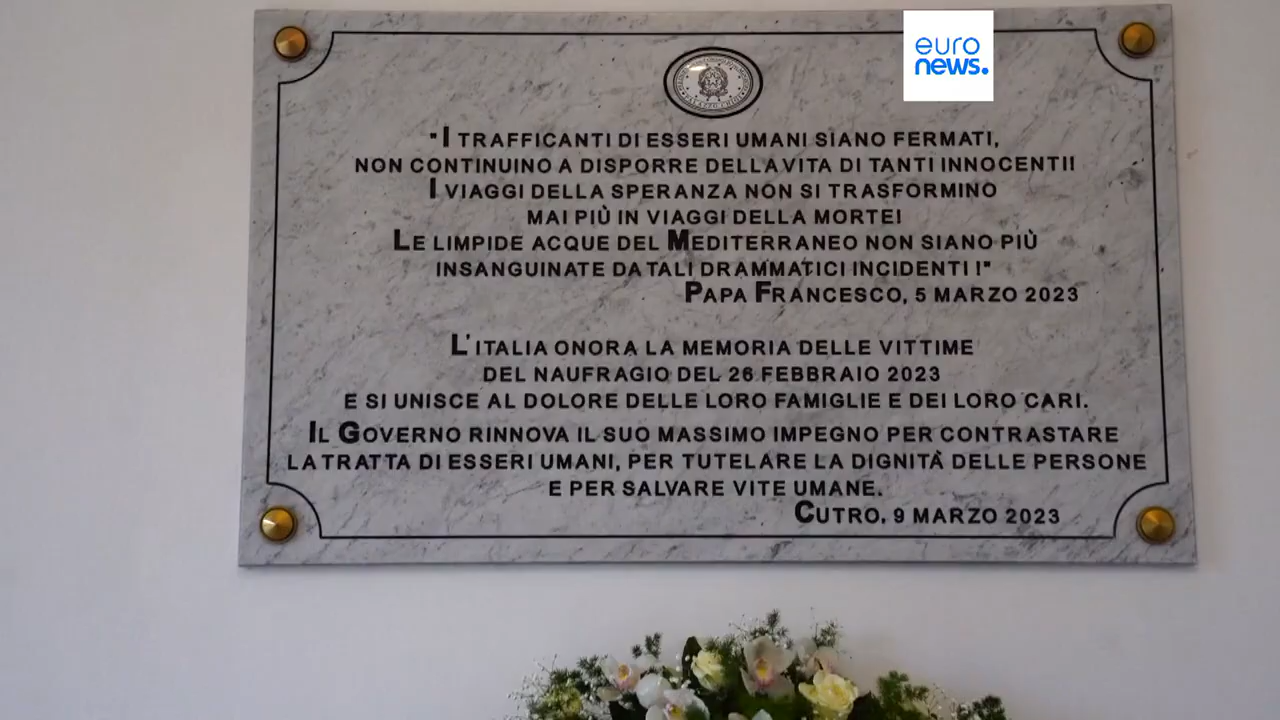 euro
news.
"I TRAFFICANTI DI ESSERI UMANI SIANO FERMATI,
NON CONTINUINO A DISPORRE DELLA VITA DI TANTI INNOCENTI!
I VIAGGI DELLA SPERANZA NON SI TRASFORMINO
MAI PIÙ IN VIAGGI DELLA MORTE!
LE LIMPIDE ACQUE DEL MEDITERRANEO NON SIANO PIÙ
INSANGUINATE DA TALI DRAMMATICI INCIDENTI !"
PAPA FRANCESCO, 5 MARZO 2023
L'ITALIA ONORA LA MEMORIA DELLE VITTIME
DEL NAUFRAGIO DEL 26 FEBBRAIO 2023
E SI UNISCE AL DOLORE DELLE LORO FAMIGLIE E DEI LORO CARI.
IL GOVERNO RINNOVA IL SUO MASSIMO IMPEGNO PER CONTRASTARE
LA TRATTA DI ESSERI UMANI, PER TUTELARE LA DIGNITÀ DELLE PERSONE
E PER SALVARE VITE UMANE.
CUTRO, 9 MARZO 2023